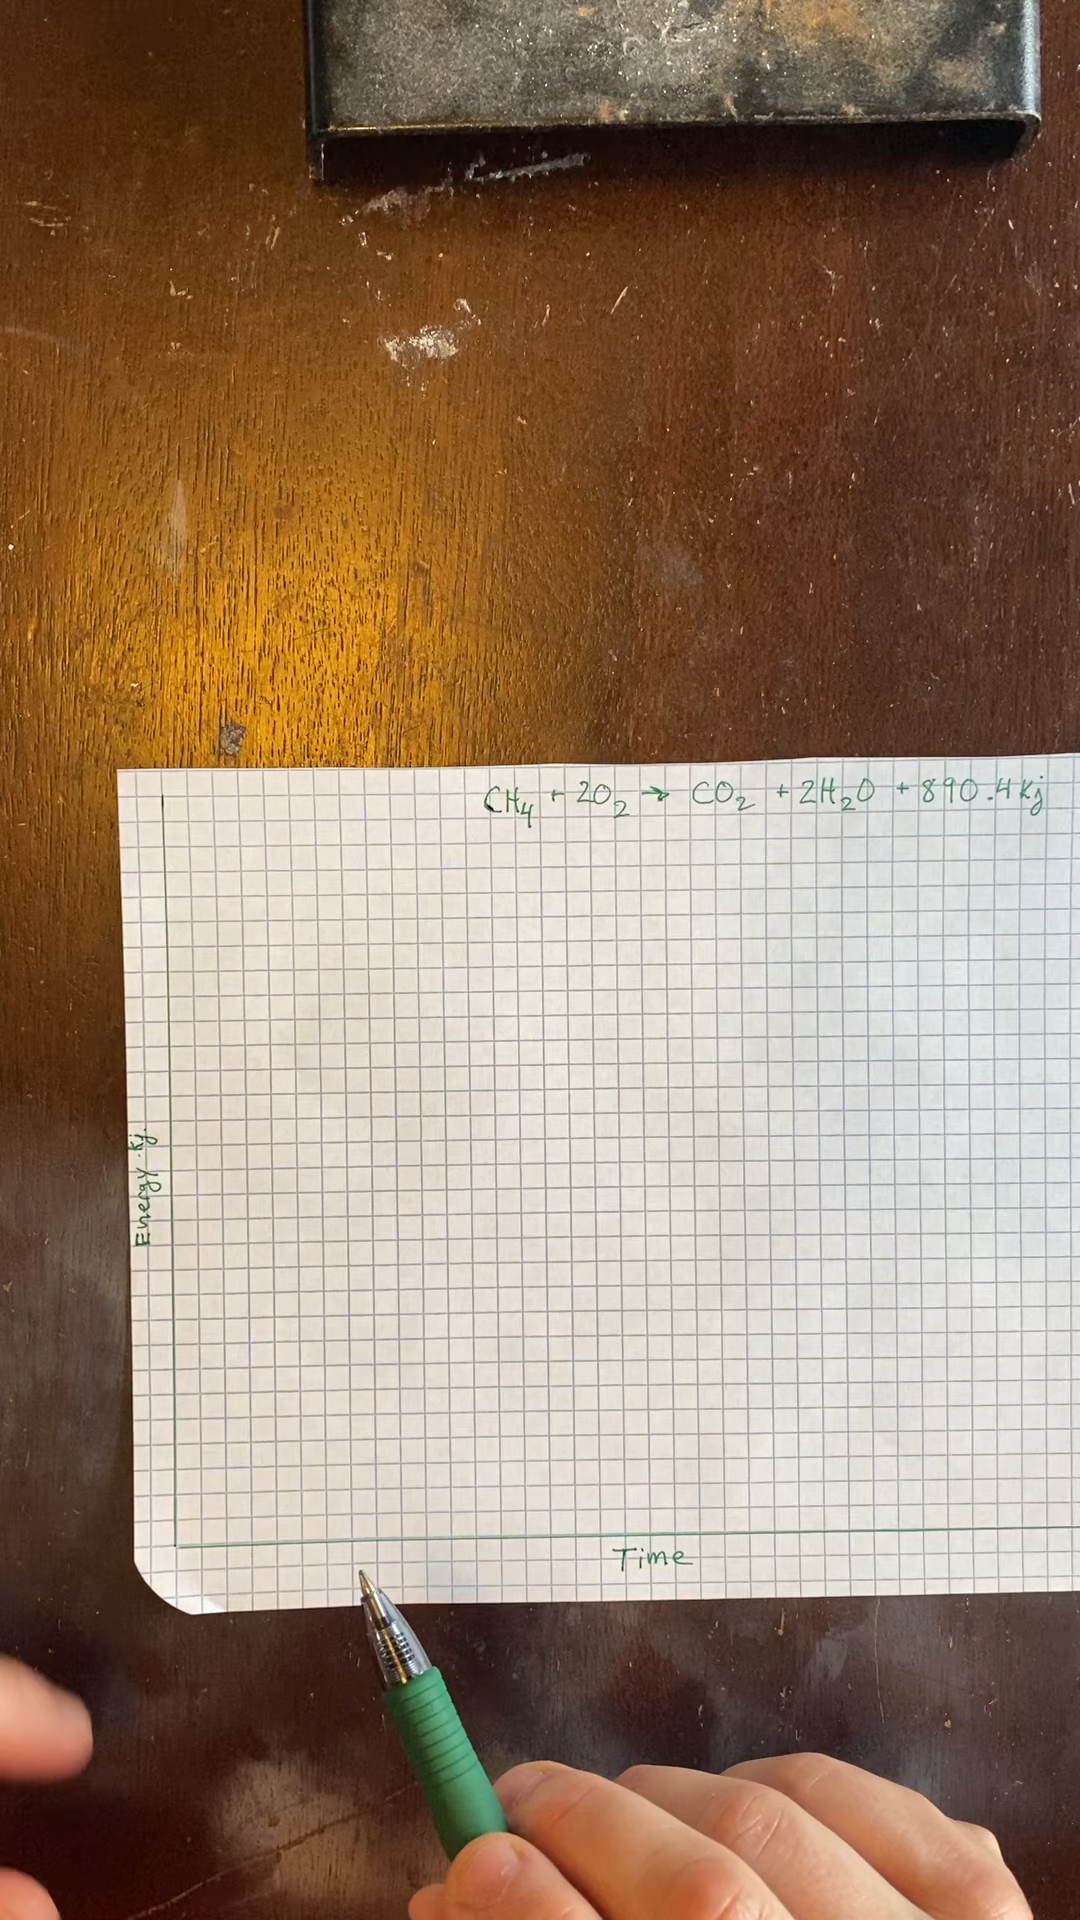 CH₄ + 2O₂ → CO₂ + 2H₂O + 890.4 kj
Energy kj.
Time